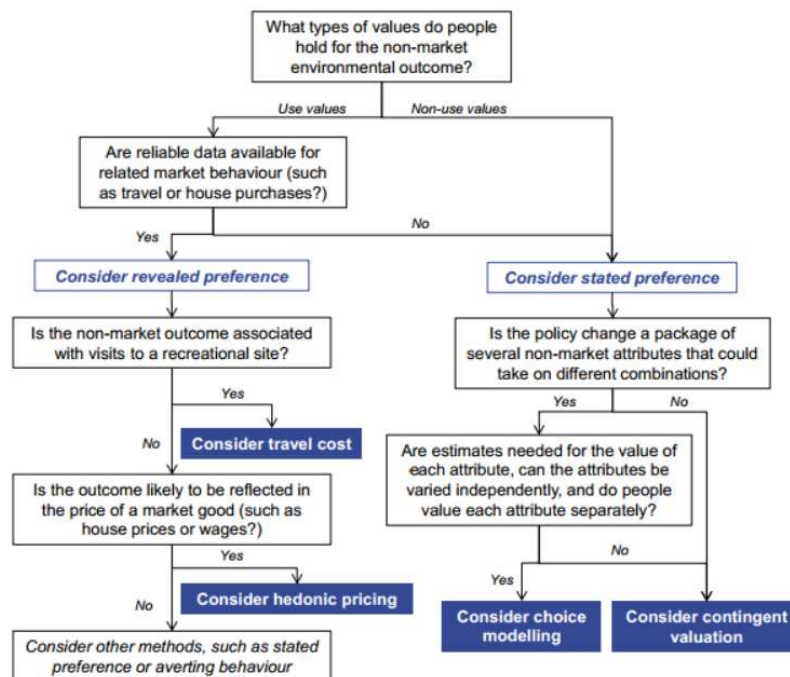 What types of values do people
hold for the non-market
environmental outcome?
Use values
Non-use values
Are reliable data available for
related market behaviour (such
as travel or house purchases?)
Yes
No
Consider revealed preference
Consider stated preference
Is the non-market outcome associated
with visits to a recreational site?
Is the policy change a package of
several non-market attributes that could
take on different combinations?
Yes
Yes
No
Consider travel cost
No
Are estimates needed for the value of
each attribute, can the attributes be
varied independently, and do people
value each attribute separately?
Is the outcome likely to be reflected in
the price of a market good (such as
house prices or wages?)
Yes
No
Consider hedonic pricing
Yes
Consider choice
modelling
Consider contingent
valuation
No
Consider other methods, such as stated
preference or averting behaviour